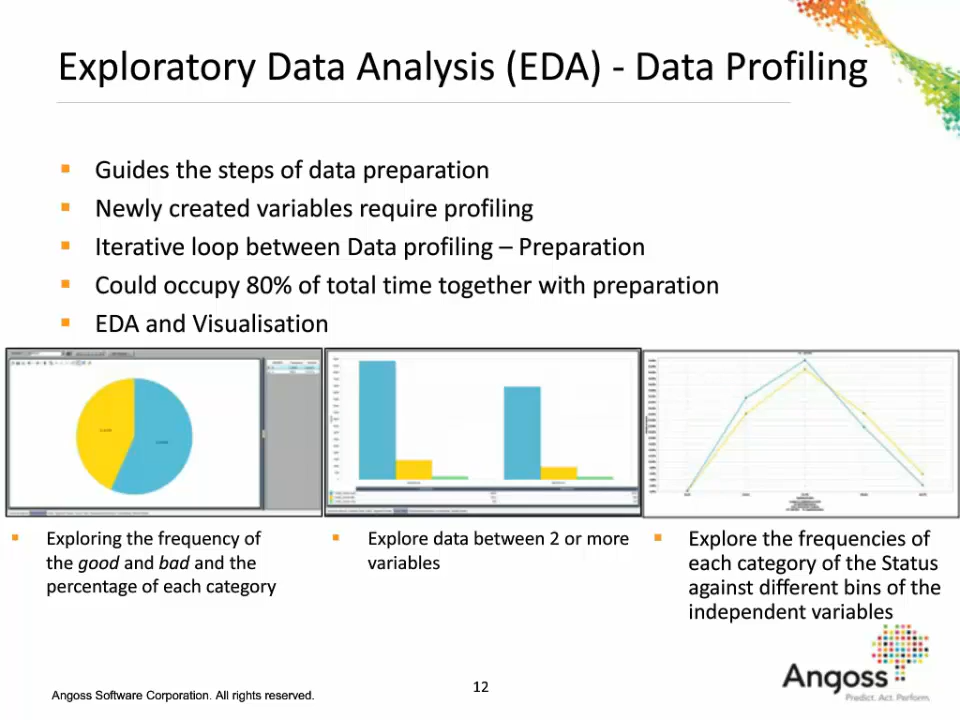 Exploratory Data Analysis (EDA) - Data Profiling
Guides the steps of data preparation
Newly created variables require profiling
Iterative loop between Data profiling – Preparation
Could occupy 80% of total time together with preparation
EDA and Visualisation
Exploring the frequency of
the good and bad and the
percentage of each category
Explore data between 2 or more
variables
Explore the frequencies of
each category of the Status
against different bins of the
independent variables
Angoss Software Corporation. All rights reserved.
12
Angoss
Predict. Act. Perform.